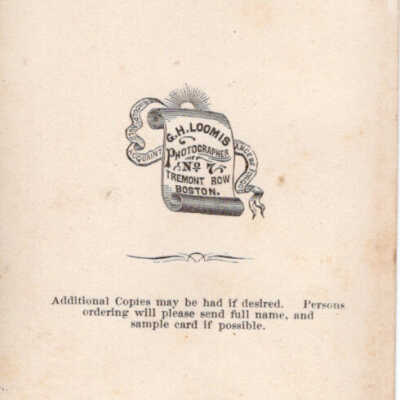 G.H. LOOMIS
PHOTOGRAPHER
No 7
TREMONT ROW
BOSTON.
Additional Copies may be had if desired. Persons
ordering will please send full name, and
sample card if possible.